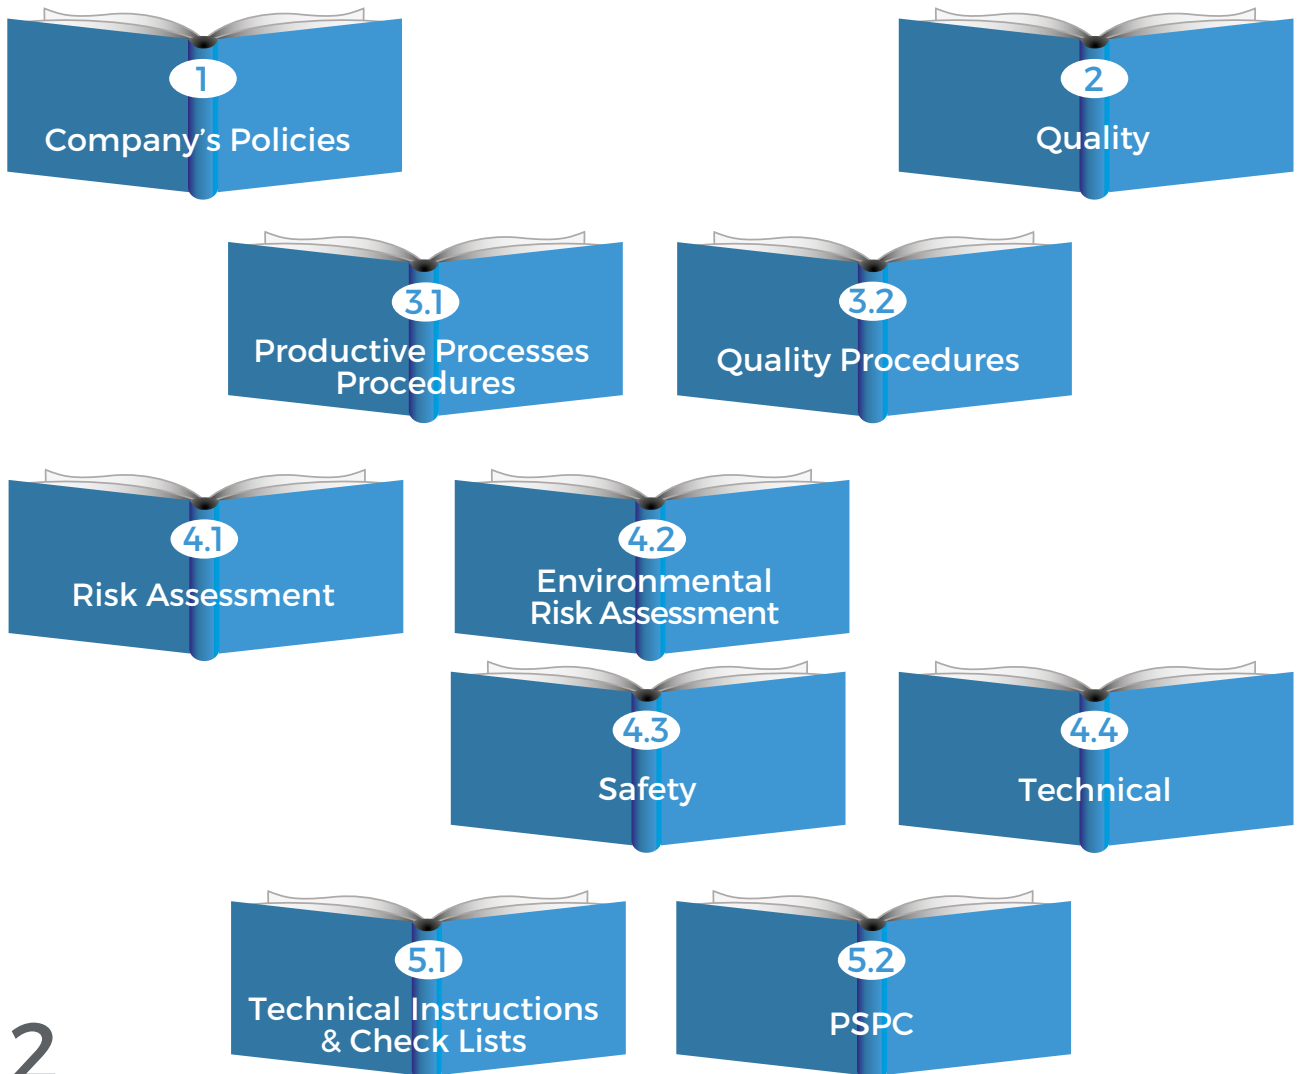 1
Company's Policies
2
Quality
3.1
Productive Processes
Procedures
3.2
Quality Procedures
4.1
Risk Assessment
4.2
Environmental
Risk Assessment
4.3
Safety
4.4
Technical
5.1
Technical Instructions
& Check Lists
5.2
PSPC
2